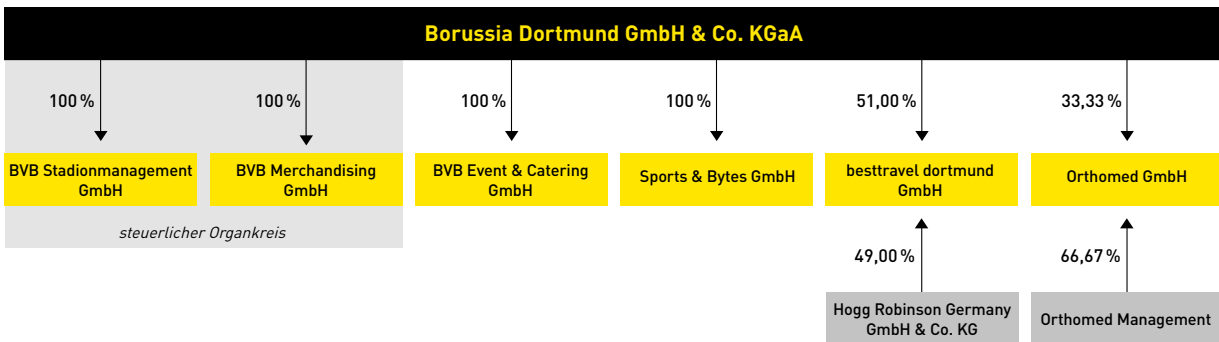 Borussia Dortmund GmbH & Co. KGaA
100 %
100 %
100 %
100 %
51,00 %
33,33 %
BVB Stadionmanagement
GmbH
BVB Merchandising
GmbH
BVB Event & Catering
GmbH
Sports & Bytes GmbH
besttravel dortmund
GmbH
Orthomed GmbH
steuerlicher Organkreis
49,00 %
66,67 %
Hogg Robinson Germany
GmbH & Co. KG
Orthomed Management